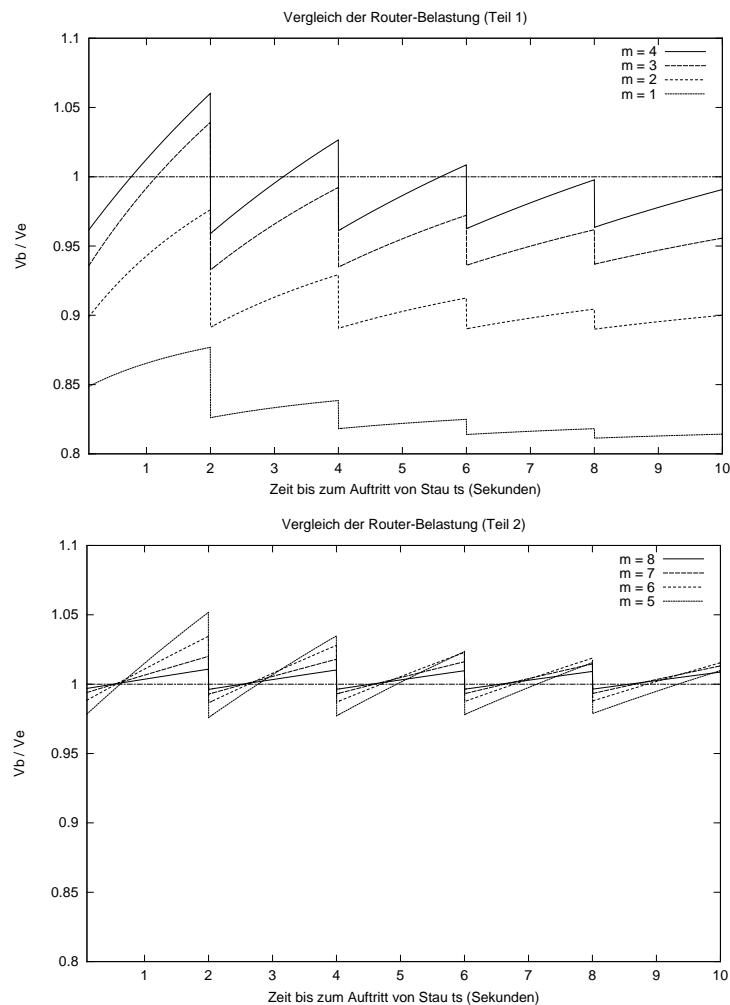 Vergleich der Router-Belastung (Teil 1)
1.1
1.05
1
0.95
0.9
0.85
0.8
Vb / Ve
m = 4
m = 3
m = 2
m = 1
1 2 3 4 5 6 7 8 9 10
Zeit bis zum Auftritt von Stau ts (Sekunden)
Vergleich der Router-Belastung (Teil 2)
1.1
1.05
1
0.95
0.9
0.85
0.8
Vb / Ve
m = 8
m = 7
m = 6
m = 5
1 2 3 4 5 6 7 8 9 10
Zeit bis zum Auftritt von Stau ts (Sekunden)